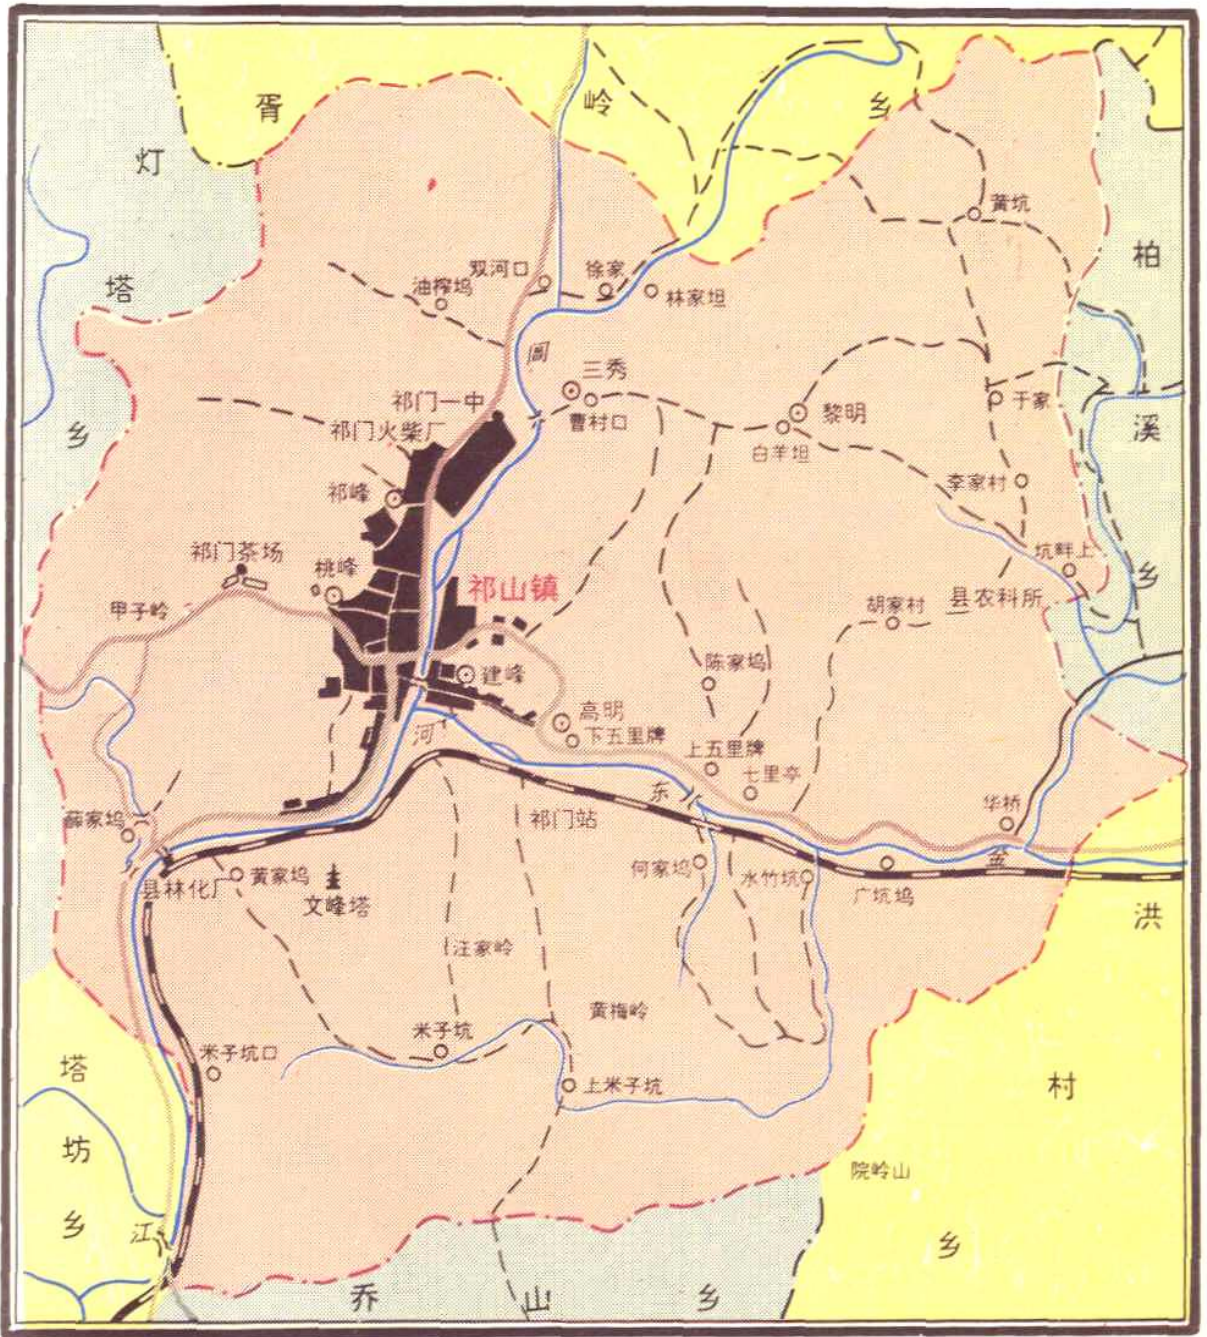 胥岭乡
灯塔乡
黄坑
柏溪乡
双河口
徐家
油榨坞
林家坦
阊
三秀
祁门一中
曹村口
黎明
于家
祁门火柴厂
白羊坦
祁峰
李家村
祁门茶场
桃峰
祁山镇
坑畔上
甲子岭
胡家村
县农科所
建峰
陈家坞
高明
河
下五里牌
上五里牌
七里亭
东
薛家坞
祁门站
华桥
金
县林化厂
黄家坞
文峰塔
何家坞
水竹坑
广坑坞
洪村乡
汪家岭
黄梅岭
米子坑
米子坑口
上米子坑
塔坊乡
院岭山
江
乔山乡